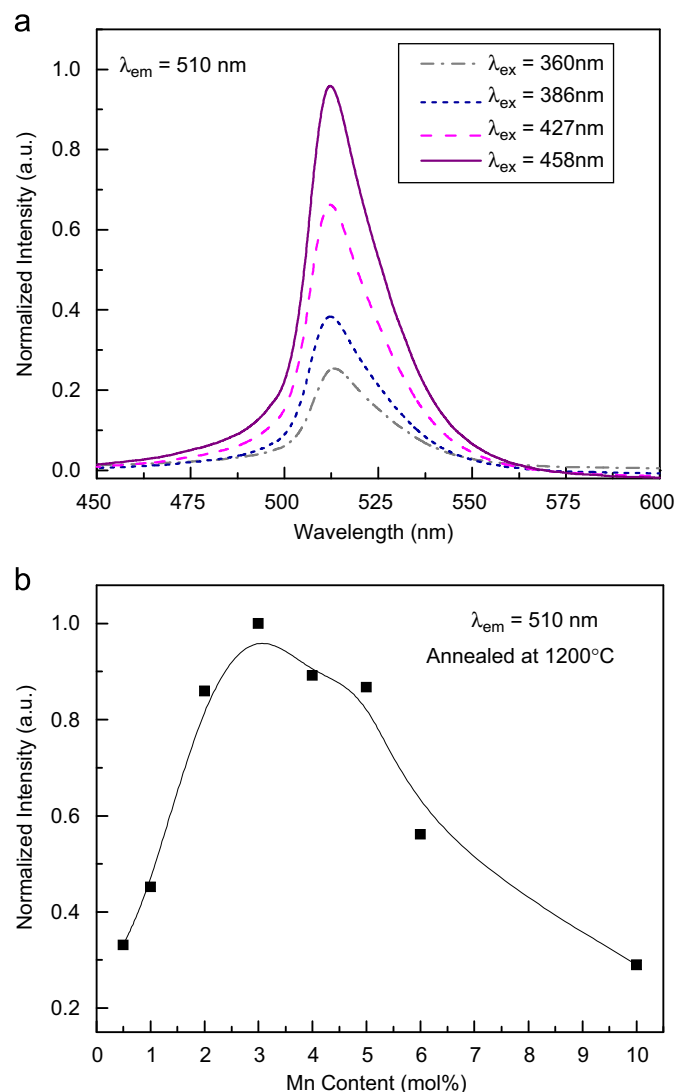 a
λem = 510 nm
λex = 360nm
λex = 386nm
λex = 427nm
λex = 458nm
Normalized Intensity (a.u.)
1.0
0.8
0.6
0.4
0.2
0.0
450 475 500 525 550 575 600
Wavelength (nm)
b
λem = 510 nm
Annealed at 1200°C
Normalized Intensity (a.u.)
1.0
0.8
0.6
0.4
0.2
0 1 2 3 4 5 6 7 8 9 10
Mn Content (mol%)